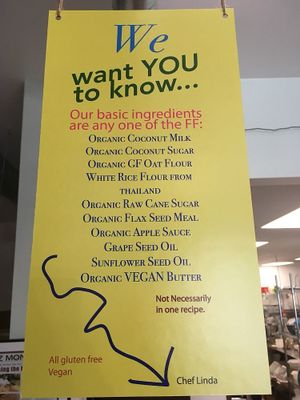 We
want YOU
to know...
Our basic ingredients
are any one of the FF:
Organic Coconut Milk
Organic Coconut Sugar
Organic GF Oat Flour
White Rice Flour from
thailand
Organic Raw Cane Sugar
Organic Flax Seed Meal
Organic Apple Sauce
Grape Seed Oil
Sunflower Seed Oil
Organic VEGAN Butter
Not Necessarily
in one recipe.
All gluten free
Vegan
Chef Linda